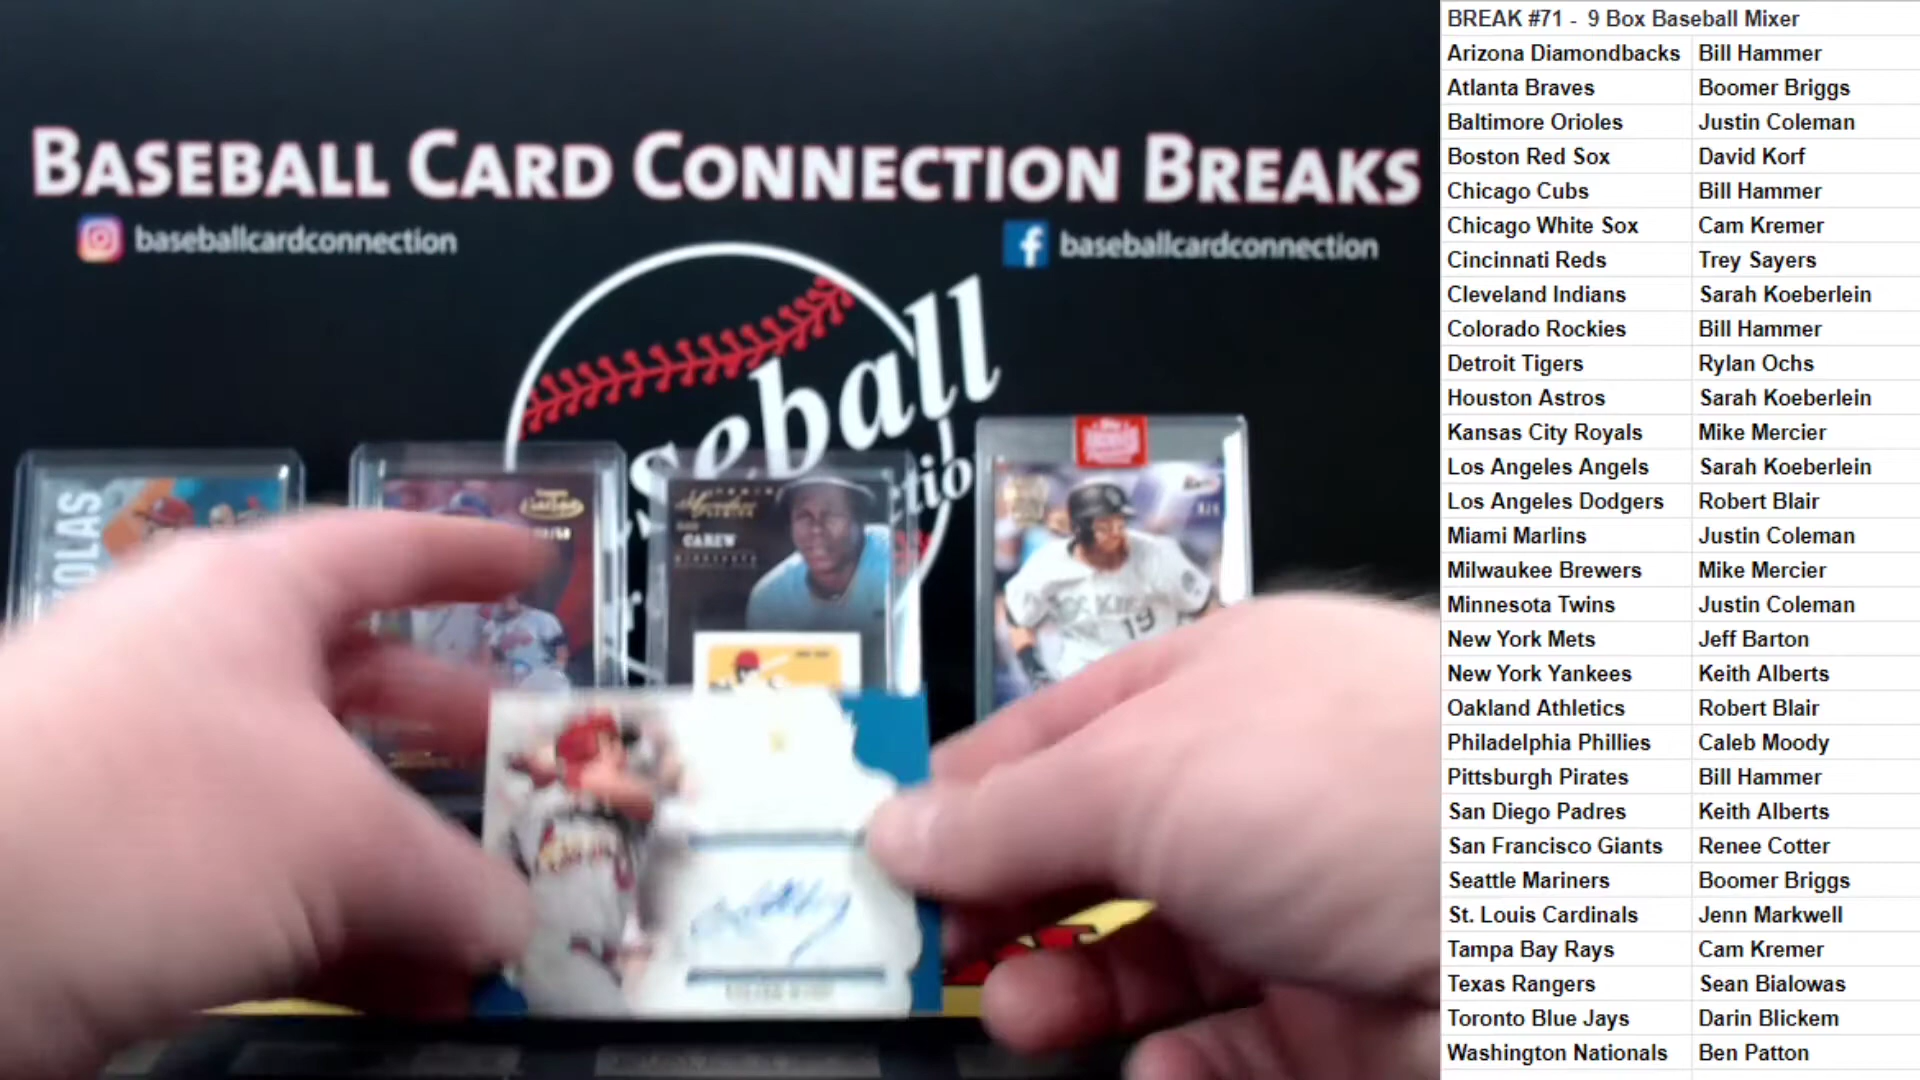 BASEBALL CARD CONNECTION BREAKS
baseballcardconnection
baseballcardconnection
CAREW
19
BREAK #71 - 9 Box Baseball Mixer
Arizona Diamondbacks Bill Hammer
Atlanta Braves Boomer Briggs
Baltimore Orioles Justin Coleman
Boston Red Sox David Korf
Chicago Cubs Bill Hammer
Chicago White Sox Cam Kremer
Cincinnati Reds Trey Sayers
Cleveland Indians Sarah Koeberlein
Colorado Rockies Bill Hammer
Detroit Tigers Rylan Ochs
Houston Astros Sarah Koeberlein
Kansas City Royals Mike Mercier
Los Angeles Angels Sarah Koeberlein
Los Angeles Dodgers Robert Blair
Miami Marlins Justin Coleman
Milwaukee Brewers Mike Mercier
Minnesota Twins Justin Coleman
New York Mets Jeff Barton
New York Yankees Keith Alberts
Oakland Athletics Robert Blair
Philadelphia Phillies Caleb Moody
Pittsburgh Pirates Bill Hammer
San Diego Padres Keith Alberts
San Francisco Giants Renee Cotter
Seattle Mariners Boomer Briggs
St. Louis Cardinals Jenn Markwell
Tampa Bay Rays Cam Kremer
Texas Rangers Sean Bialowas
Toronto Blue Jays Darin Blickem
Washington Nationals Ben Patton